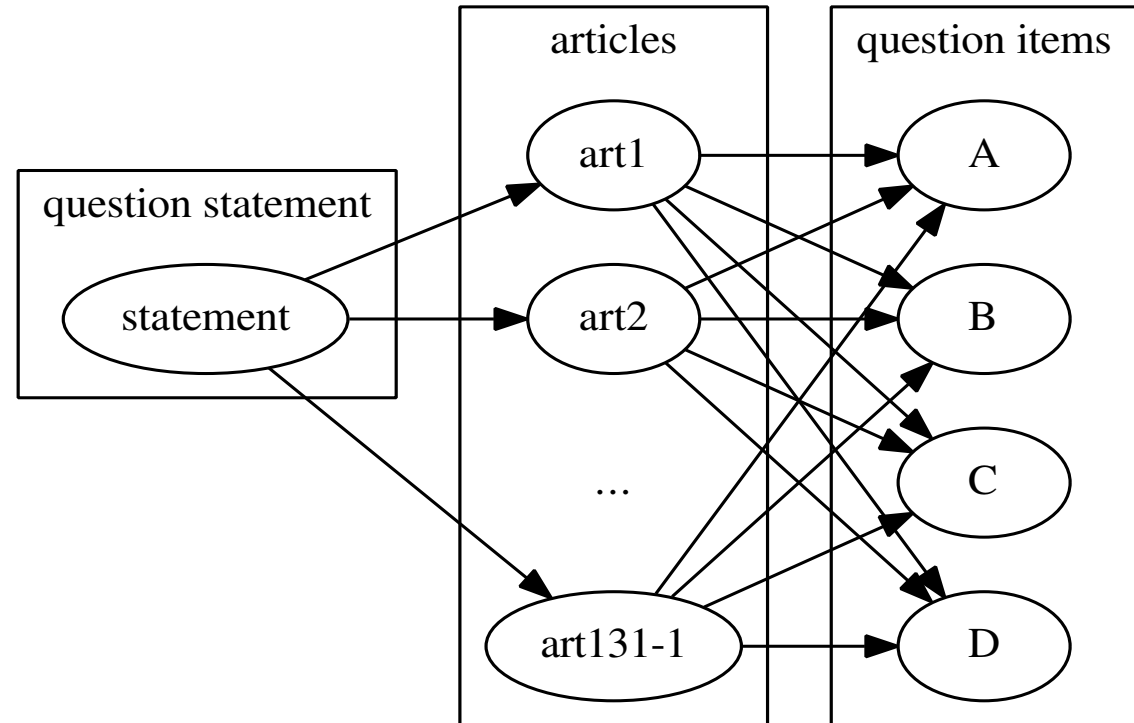 question statement
statement
articles
art1
art2
...
art131-1
question items
A
B
C
D